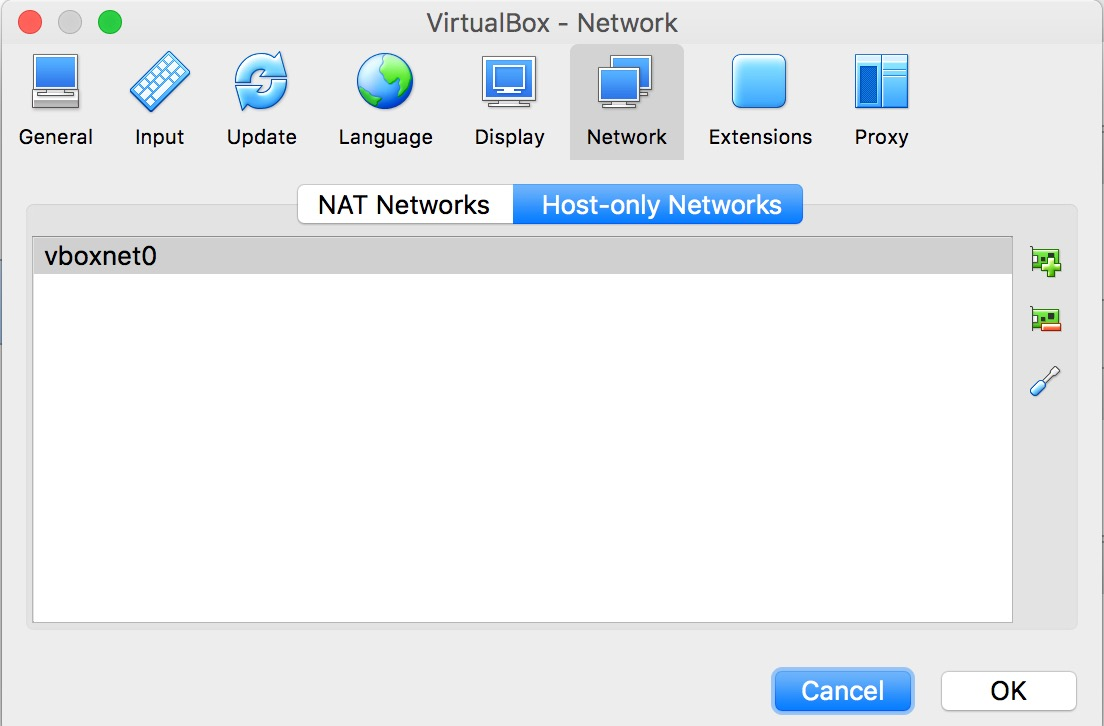 VirtualBox - Network
General Input Update Language Display Network Extensions Proxy
NAT Networks Host-only Networks
vboxnet0
Cancel OK